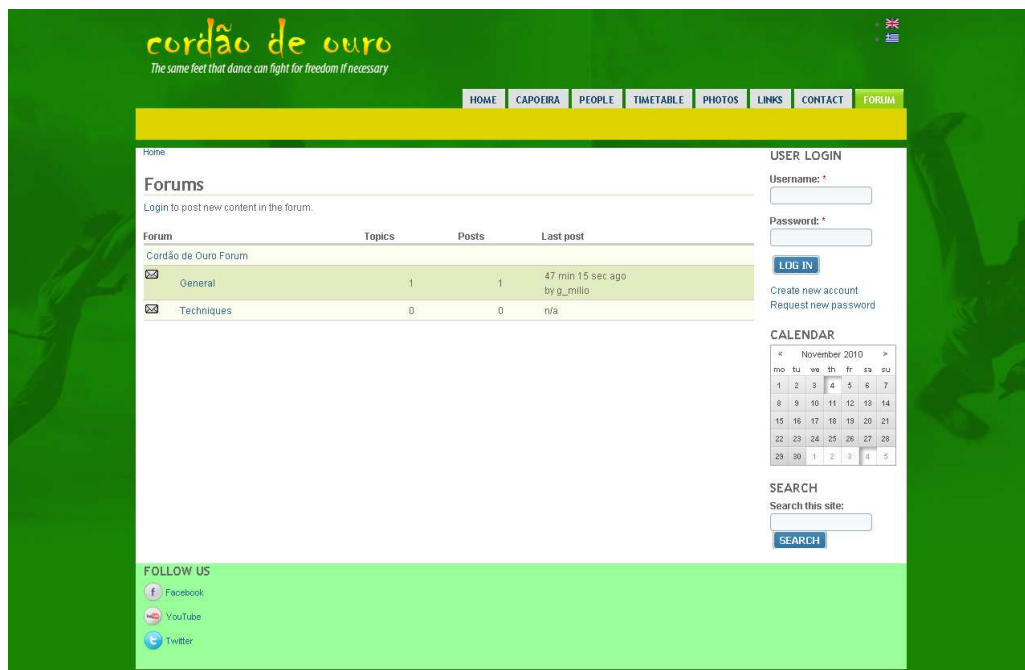 cordão de ouro
The same feet that dance can fight for freedom If necessary
HOME CAPOEIRA PEOPLE TIMETABLE PHOTOS LINKS CONTACT FORUM
Home
Forums
Login to post new content in the forum.
Forum Topics Posts Last post
Cordão de Ouro Forum
General 1 1 47 min 15 sec ago
by g_milio
Techniques 0 0 n/a
USER LOGIN
Username: *
Password: *
LOG IN
Create new account
Request new password
CALENDAR
« November 2010 »
mo tu we th fr sa su
1 2 3 4 5 6 7
8 9 10 11 12 13 14
15 16 17 18 19 20 21
22 23 24 25 26 27 28
29 30 1 2 3 4 5
SEARCH
Search this site:
SEARCH
FOLLOW US
f Facebook
YouTube
t Twitter